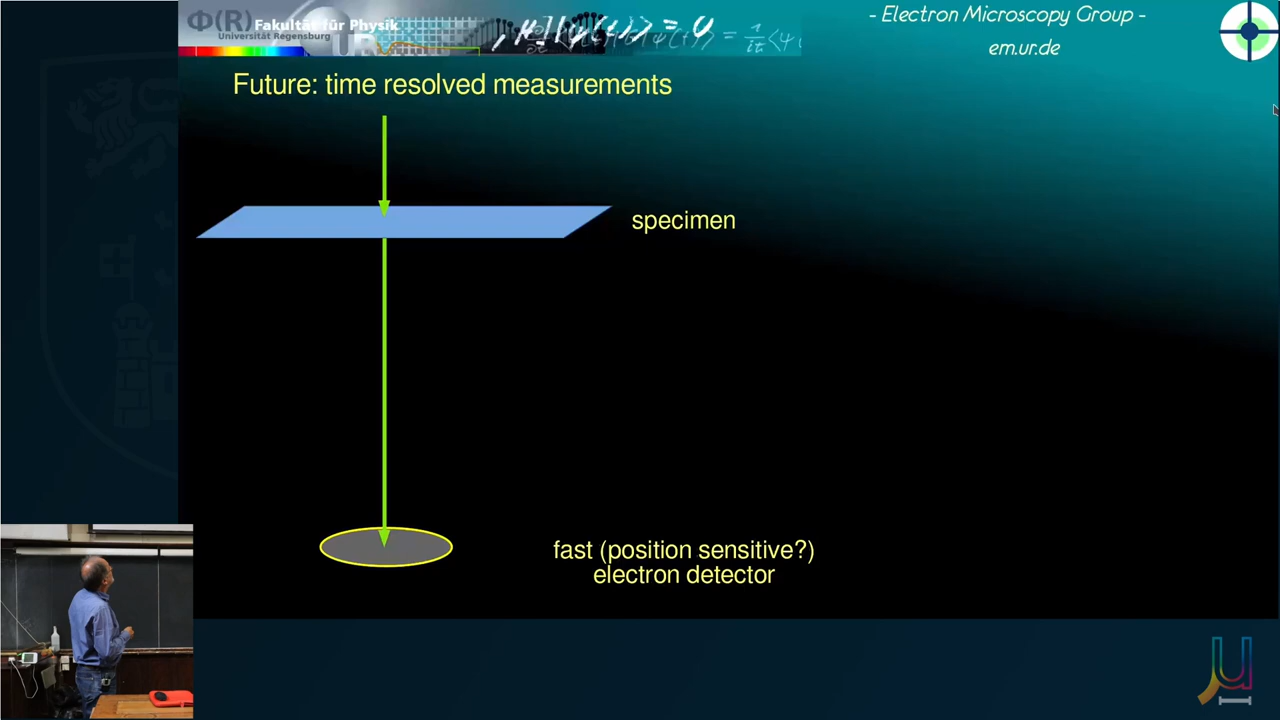 Φ(R) Fakultät für Physik
Universität Regensburg
UR
- Electron Microscopy Group -
em.ur.de
Future: time resolved measurements
specimen
fast (position sensitive?)
electron detector
μ